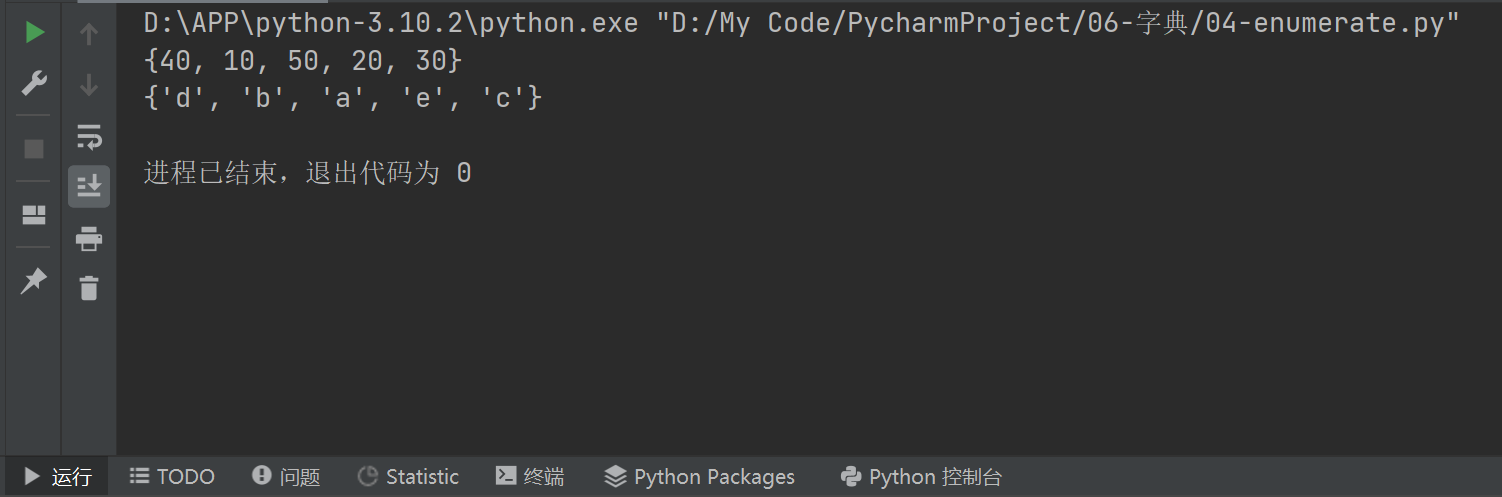 D:\APP\python-3.10.2\python.exe "D:/My Code/PycharmProject/06-字典/04-enumerate.py"
{40, 10, 50, 20, 30}
{'d', 'b', 'a', 'e', 'c'}
进程已结束，退出代码为 0
运行 TODO 问题 Statistic 终端 Python Packages Python 控制台